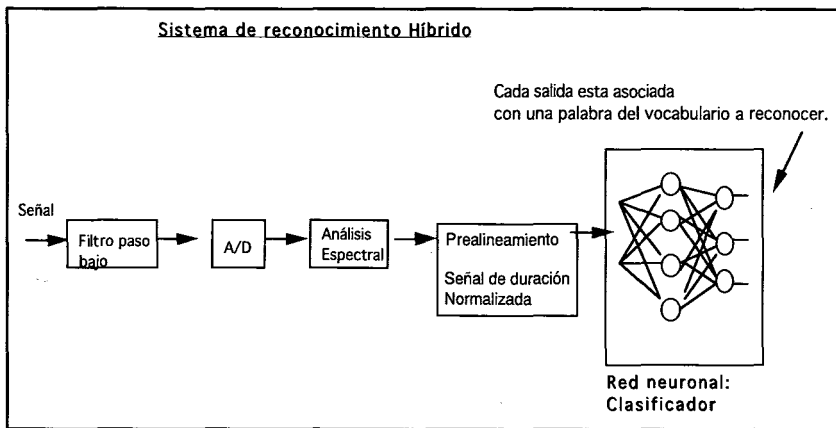 Sistema de reconocimiento Híbrido
Cada salida esta asociada
con una palabra del vocabulario a reconocer.
Señal
Filtro paso
bajo
A/D
Análisis
Espectral
Prealineamiento
Señal de duración
Normalizada
Red neuronal:
Clasificador